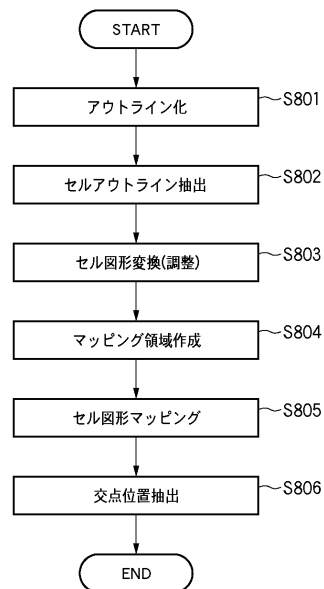 START
アウトライン化 S801
セルアウトライン抽出 S802
セル図形変換(調整) S803
マッピング領域作成 S804
セル図形マッピング S805
交点位置抽出 S806
END